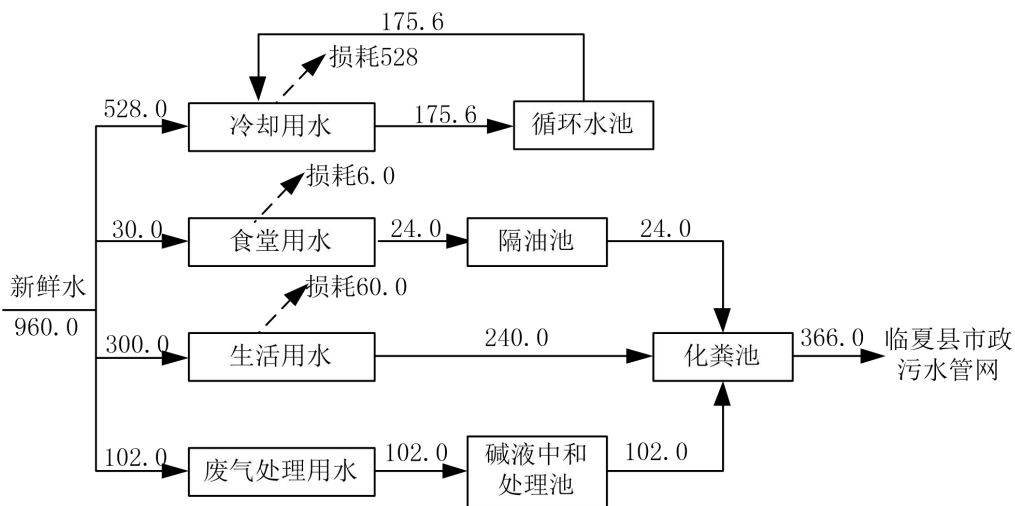 175.6
损耗528
528.0
冷却用水
175.6
循环水池
损耗6.0
30.0
食堂用水
24.0
隔油池
24.0
新鲜水
960.0
损耗60.0
300.0
生活用水
240.0
化粪池
366.0
临夏县市政
污水管网
102.0
废气处理用水
102.0
碱液中和
处理池
102.0